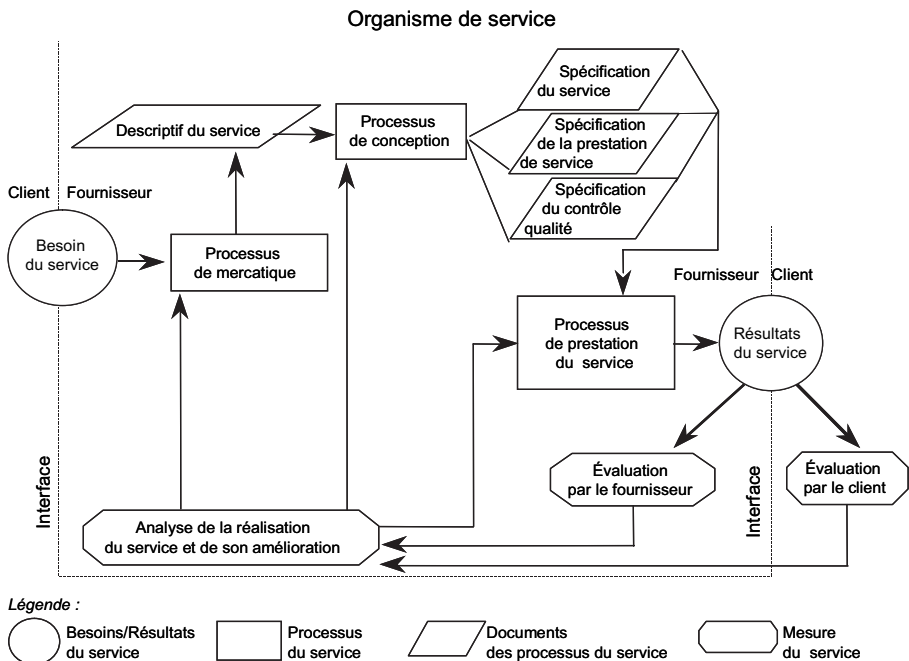 Organisme de service
Spécification
du service
Descriptif du service
Processus
de conception
Spécification
de la prestation
de service
Spécification
du contrôle
qualité
Client
Fournisseur
Besoin
du service
Processus
de mercatique
Fournisseur
Client
Processus
de prestation
du service
Résultats
du service
Interface
Évaluation
par le fournisseur
Interface
Évaluation
par le client
Analyse de la réalisation
du service et de son amélioration
Légende :
Besoins/Résultats
du service
Processus
du service
Documents
des processus du service
Mesure
du service